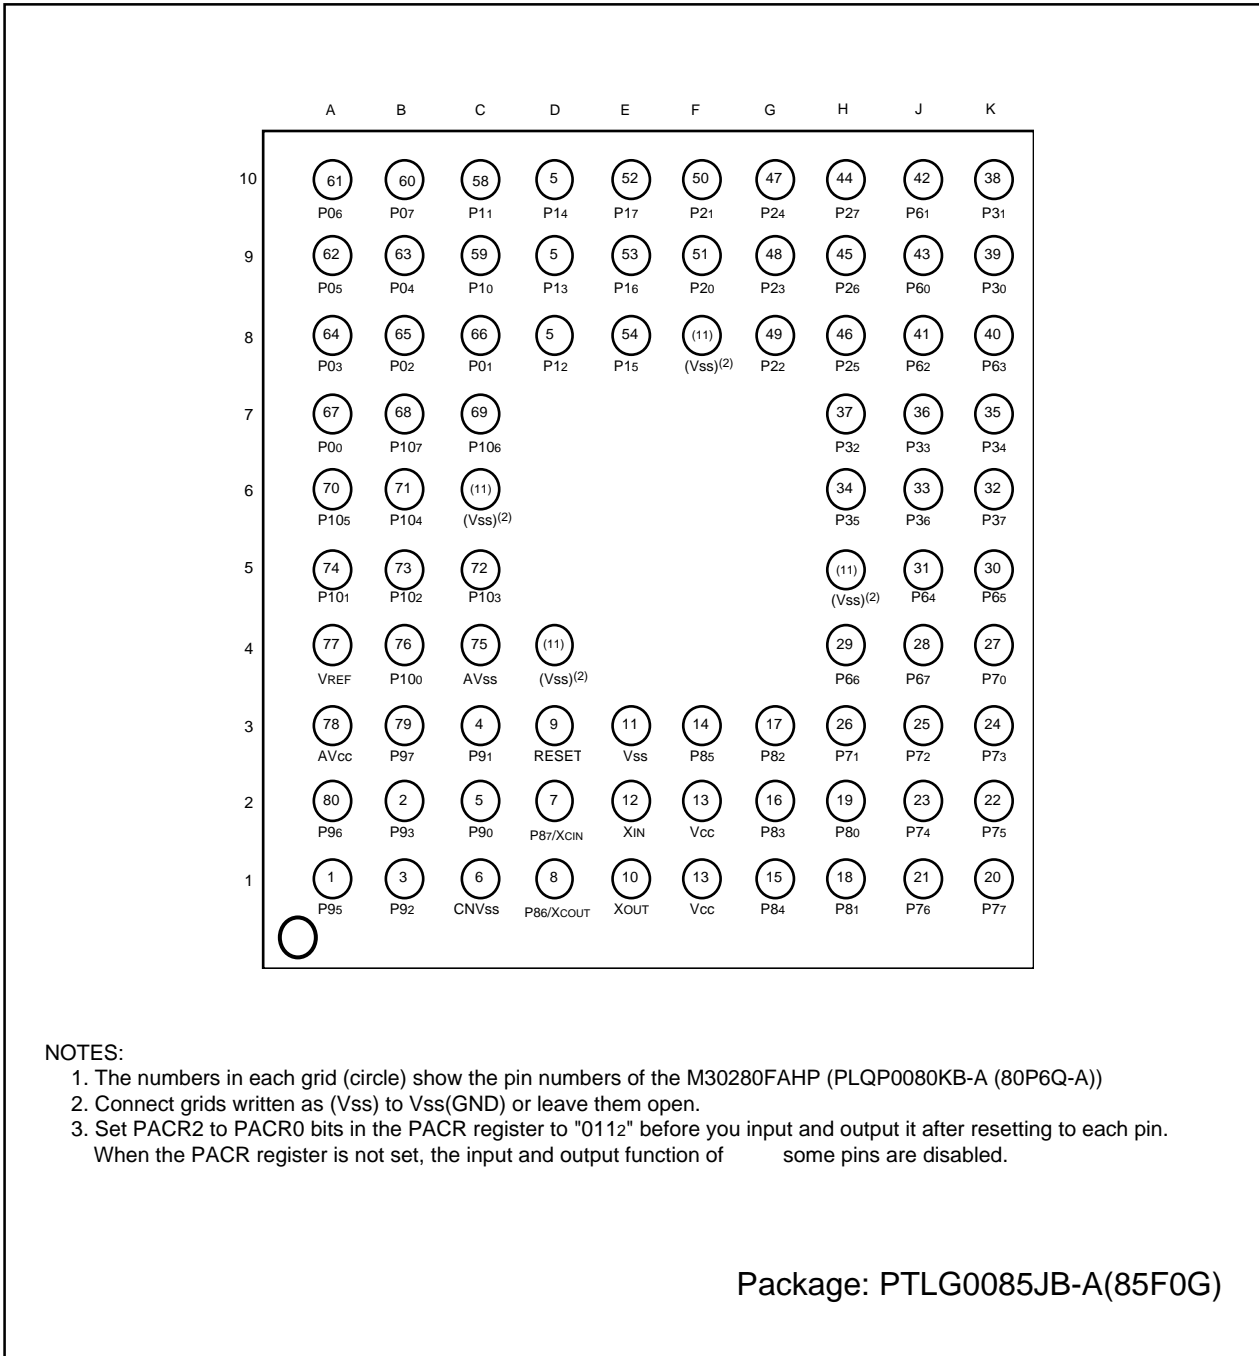 A B C D E F G H J K
10 61 60 58 5 52 50 47 44 42 38
P06 P07 P11 P14 P17 P21 P24 P27 P61 P31
9 62 63 59 5 53 51 48 45 43 39
P05 P04 P10 P13 P16 P20 P23 P26 P60 P30
8 64 65 66 5 54 (11) 49 46 41 40
P03 P02 P01 P12 P15 (Vss)(2) P22 P25 P62 P63
7 67 68 69 37 36 35
P00 P107 P106 P32 P33 P34
6 70 71 (11) 34 33 32
P105 P104 (Vss)(2) P35 P36 P37
5 74 73 72 (11) 31 30
P101 P102 P103 (Vss)(2) P64 P65
4 77 76 75 (11) 29 28 27
VREF P100 AVss (Vss)(2) P66 P67 P70
3 78 79 4 9 11 14 17 26 25 24
AVcc P97 P91 RESET Vss P85 P82 P71 P72 P73
2 80 2 5 7 12 13 16 19 23 22
P96 P93 P90 P87/XCIN XIN Vcc P83 P80 P74 P75
1 1 3 6 8 10 13 15 18 21 20
P95 P92 CNVss P86/XCOUT XOUT Vcc P84 P81 P76 P77
NOTES:
1. The numbers in each grid (circle) show the pin numbers of the M30280FAHP (PLQP0080KB-A (80P6Q-A))
2. Connect grids written as (Vss) to Vss(GND) or leave them open.
3. Set PACR2 to PACR0 bits in the PACR register to "0112" before you input and output it after resetting to each pin.
When the PACR register is not set, the input and output function of some pins are disabled.
Package: PTLG0085JB-A(85F0G)